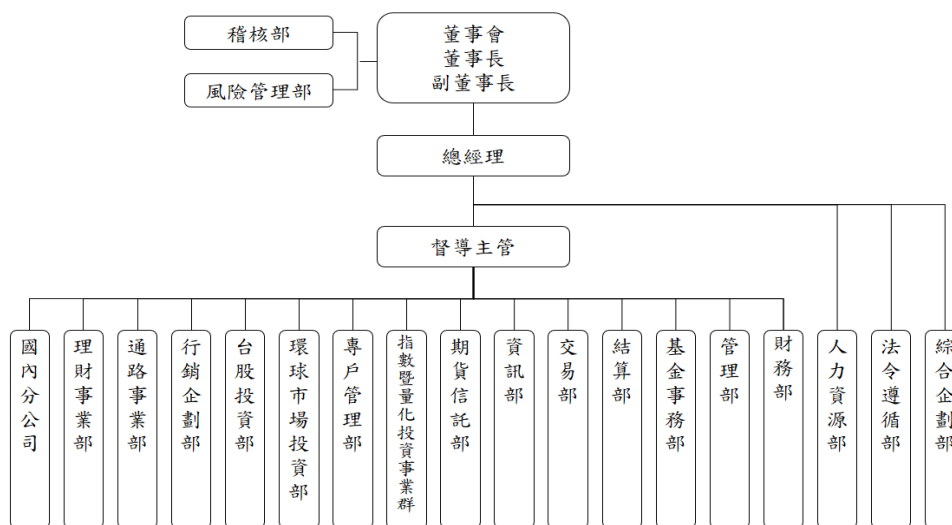 稽核部
風險管理部
董事會
董事長
副董事長
總經理
督導主管
國內分公司
理財事業部
通路事業部
行銷企劃部
台股投資部
環球市場投資部
專戶管理部
指數暨量化投資事業群
期貨信託部
資訊部
交易部
結算部
基金事務部
管理部
財務部
人力資源部
法令遵循部
綜合企劃部